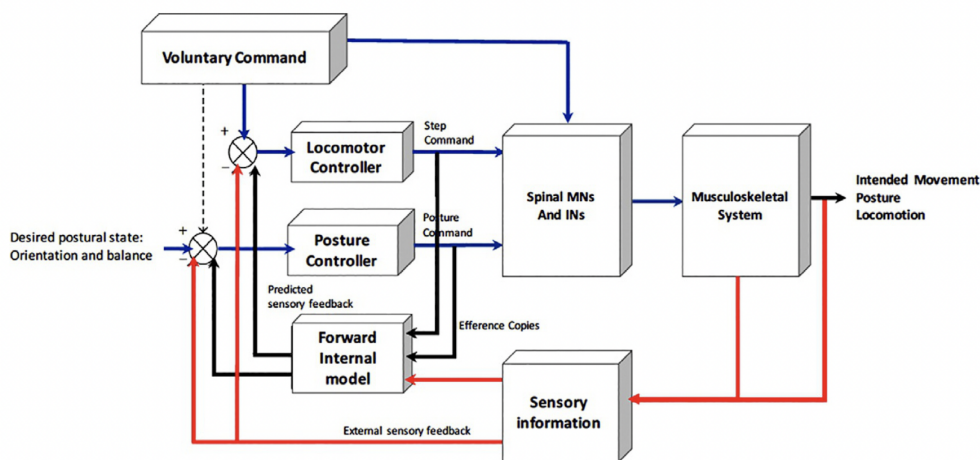 Voluntary Command
+
−
Locomotor
Controller
Step
Command
Spinal MNs
And INs
Musculoskeletal
System
Intended Movement
Posture
Locomotion
Desired postural state:
Orientation and balance
+
−
Posture
Controller
Posture
Command
Predicted
sensory feedback
Forward
Internal
model
Efference Copies
Sensory
information
External sensory feedback